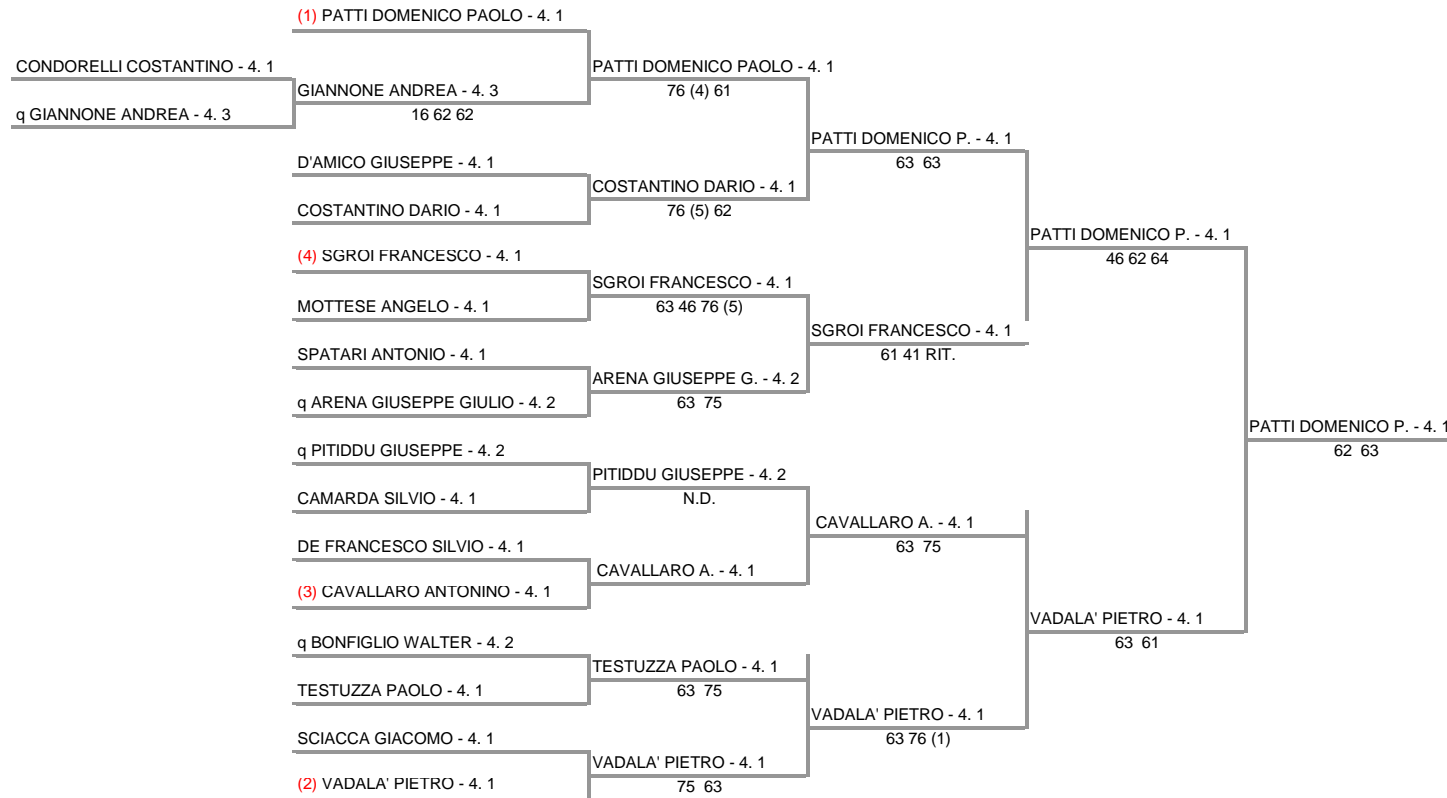 (1) PATTI DOMENICO PAOLO - 4. 1
CONDORELLI COSTANTINO - 4. 1
PATTI DOMENICO PAOLO - 4. 1
GIANNONE ANDREA - 4. 3
76 (4) 61
q GIANNONE ANDREA - 4. 3
16 62 62
PATTI DOMENICO P. - 4. 1
D'AMICO GIUSEPPE - 4. 1
63 63
COSTANTINO DARIO - 4. 1
COSTANTINO DARIO - 4. 1
76 (5) 62
PATTI DOMENICO P. - 4. 1
(4) SGROI FRANCESCO - 4. 1
46 62 64
SGROI FRANCESCO - 4. 1
MOTTESE ANGELO - 4. 1
63 46 76 (5)
SGROI FRANCESCO - 4. 1
SPATARI ANTONIO - 4. 1
61 41 RIT.
ARENA GIUSEPPE G. - 4. 2
q ARENA GIUSEPPE GIULIO - 4. 2
63 75
PATTI DOMENICO P. - 4. 1
q PITIDDU GIUSEPPE - 4. 2
62 63
PITIDDU GIUSEPPE - 4. 2
CAMARDA SILVIO - 4. 1
N.D.
CAVALLARO A. - 4. 1
DE FRANCESCO SILVIO - 4. 1
63 75
CAVALLARO A. - 4. 1
(3) CAVALLARO ANTONINO - 4. 1
VADALA' PIETRO - 4. 1
q BONFIGLIO WALTER - 4. 2
63 61
TESTUZZA PAOLO - 4. 1
TESTUZZA PAOLO - 4. 1
63 75
VADALA' PIETRO - 4. 1
SCIACCA GIACOMO - 4. 1
63 76 (1)
VADALA' PIETRO - 4. 1
(2) VADALA' PIETRO - 4. 1
75 63